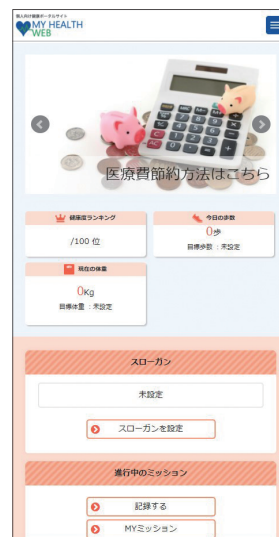 個人向け健康ポータルサイト
MY HEALTH
WEB
医療費節約方法はこちら
健康度ランキング
/100 位
今日の歩数
0歩
目標歩数 : 未設定
現在の体重
0Kg
目標体重 : 未設定
スローガン
未設定
スローガンを設定
進行中のミッション
記録する
MYミッション